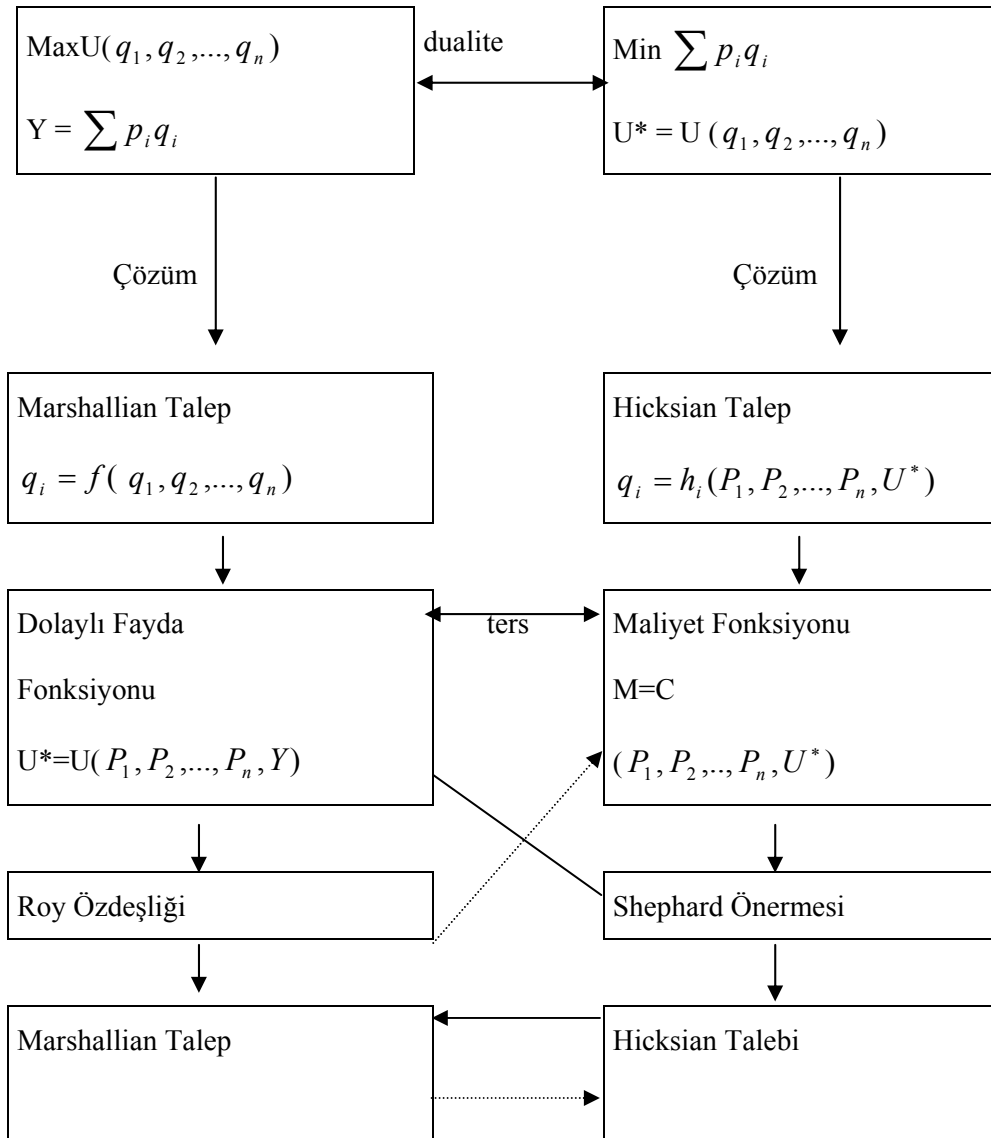 MaxU(q₁, q₂,..., qₙ)
Y = ∑ pᵢqᵢ
dualite
Min ∑ pᵢqᵢ
U* = U (q₁, q₂,..., qₙ)
Çözüm
Çözüm
Marshallian Talep
qᵢ = f( q₁, q₂,..., qₙ)
Hicksian Talep
qᵢ = hᵢ(P₁, P₂,..., Pₙ, U*)
Dolaylı Fayda
Fonksiyonu
U*=U(P₁, P₂,..., Pₙ, Y)
ters
Maliyet Fonksiyonu
M=C
(P₁, P₂,.., Pₙ, U*)
Roy Özdeşliği
Shephard Önermesi
Marshallian Talep
Hicksian Talebi